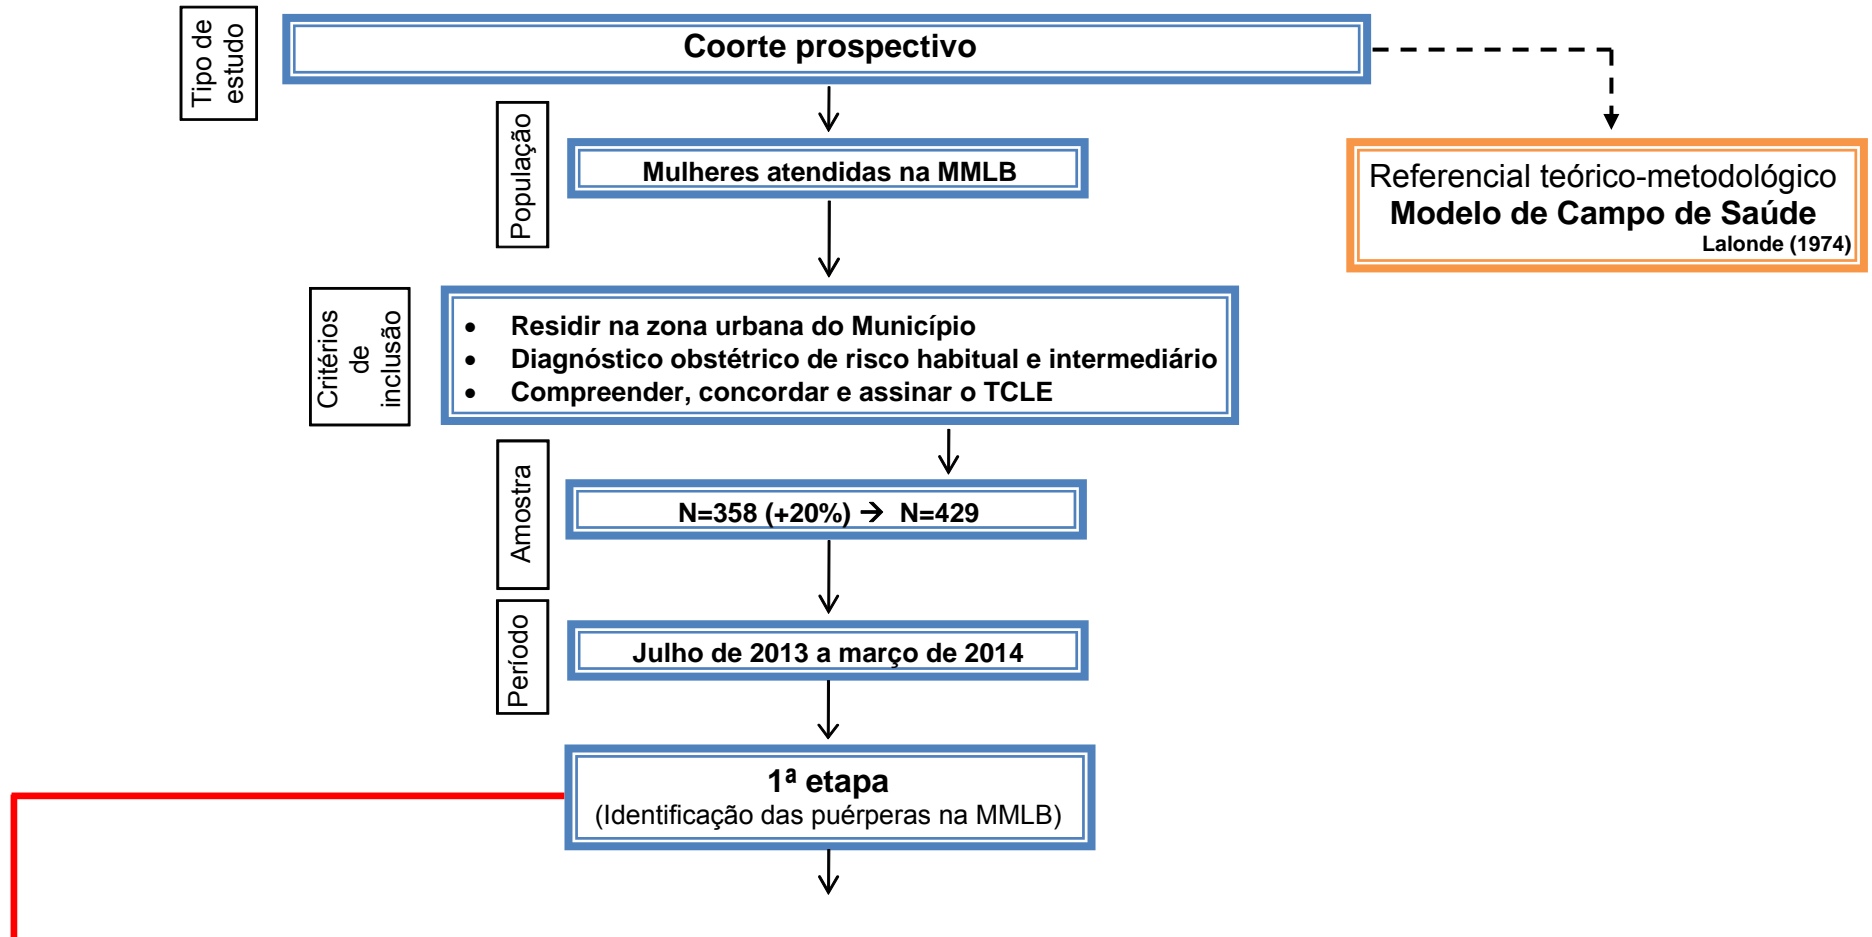 Tipo de
estudo
Coorte prospectivo
População
Mulheres atendidas na MMLB
Referencial teórico-metodológico
Modelo de Campo de Saúde
Lalonde (1974)
Critérios
de
inclusão
• Residir na zona urbana do Município
• Diagnóstico obstétrico de risco habitual e intermediário
• Compreender, concordar e assinar o TCLE
Amostra
N=358 (+20%) → N=429
Período
Julho de 2013 a março de 2014
1ª etapa
(Identificação das puérperas na MMLB)